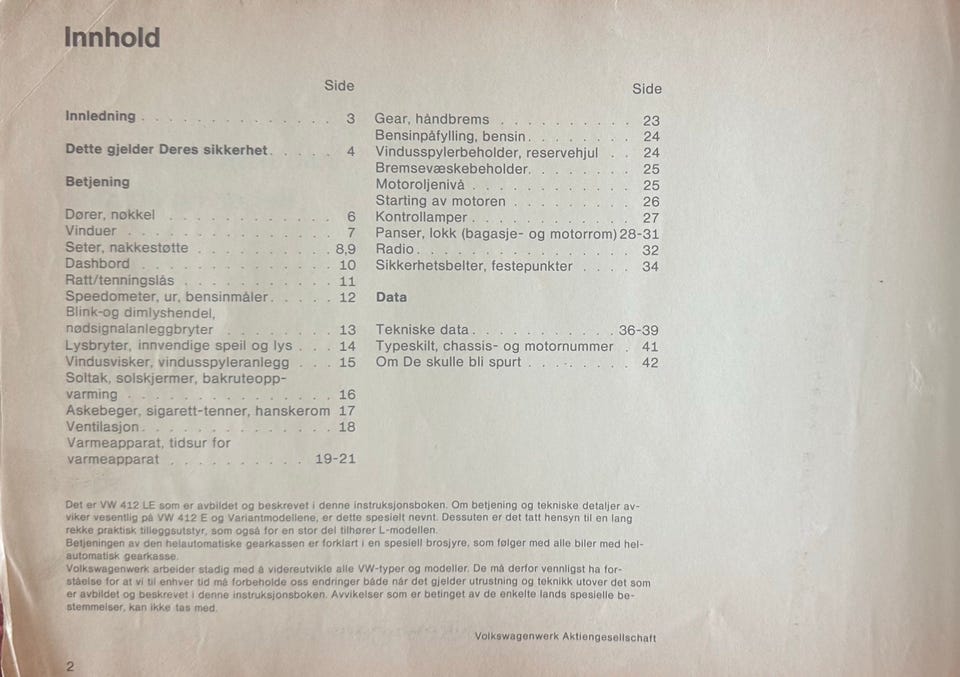 Innhold
Side
Innledning . . . . . . . . . . . . . 3
Dette gjelder Deres sikkerhet . . . . . 4
Betjening
Dører, nøkkel . . . . . . . . . . . . 6
Vinduer . . . . . . . . . . . . . . . 7
Seter, nakkestøtte . . . . . . . . . . 8,9
Dashbord . . . . . . . . . . . . . . 10
Ratt/tenningslås . . . . . . . . . . . 11
Speedometer, ur, bensinmåler . . . . . 12
Blink-og dimlyshendel,
nødsignalanleggbryter . . . . . . . . 13
Lysbryter, innvendige speil og lys . . . 14
Vindusvisker, vindusspyleranlegg . . . 15
Soltak, solskjermer, bakruteopp-
varming . . . . . . . . . . . . . . 16
Askebeger, sigarett-tenner, hanskerom 17
Ventilasjon . . . . . . . . . . . . . 18
Varmeapparat, tidsur for
varmeapparat . . . . . . . . . . 19-21
Side
Gear, håndbrems . . . . . . . . . . 23
Bensinpåfylling, bensin . . . . . . . . 24
Vindusspylerbeholder, reservehjul . . 24
Bremsevæskebeholder . . . . . . . . 25
Motoroljenivå . . . . . . . . . . . . 25
Starting av motoren . . . . . . . . . 26
Kontrollamper . . . . . . . . . . . . 27
Panser, lokk (bagasje- og motorrom) 28-31
Radio . . . . . . . . . . . . . . . . 32
Sikkerhetsbelter, festepunkter . . . . 34
Data
Tekniske data . . . . . . . . . . . 36-39
Typeskilt, chassis- og motornummer . 41
Om De skulle bli spurt . . . . . . . . 42
Det er VW 412 LE som er avbildet og beskrevet i denne instruksjonsboken. Om betjening og tekniske detaljer av-
viker vesentlig på VW 412 E og Variantmodellene, er dette spesielt nevnt. Dessuten er det tatt hensyn til en lang
rekke praktisk tilleggsutstyr, som også for en stor del tilhører L-modellen.
Betjeningen av den helautomatiske gearkassen er forklart i en spesiell brosjyre, som følger med alle biler med hel-
automatisk gearkasse.
Volkswagenwerk arbeider stadig med å videreutvikle alle VW-typer og modeller. De må derfor vennligst ha for-
ståelse for at vi til enhver tid må forbeholde oss endringer både når det gjelder utrustning og teknikk utover det som
er avbildet og beskrevet i denne instruksjonsboken. Avvikelser som er betinget av de enkelte lands spesielle be-
stemmelser, kan ikke tas med.
Volkswagenwerk Aktiengesellschaft
2